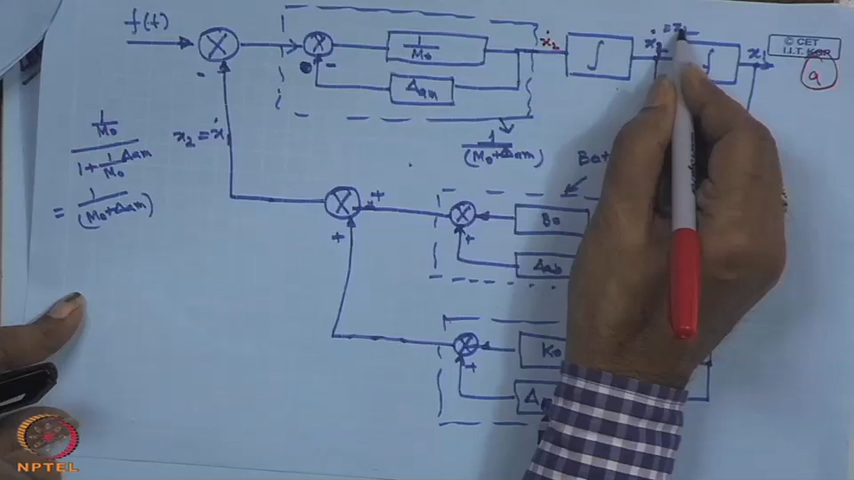 f(t)
1/M₀
Δam
ẋ₂
∫
ẋ₁ = x₂
∫
x₁
© CET
I.I.T. KGP
9
1/(M₀+Δam)
1/M₀
1+1/M₀ Δam
= 1/(M₀+Δam)
x₂ = ẋ₁
B₀
K₀
NPTEL